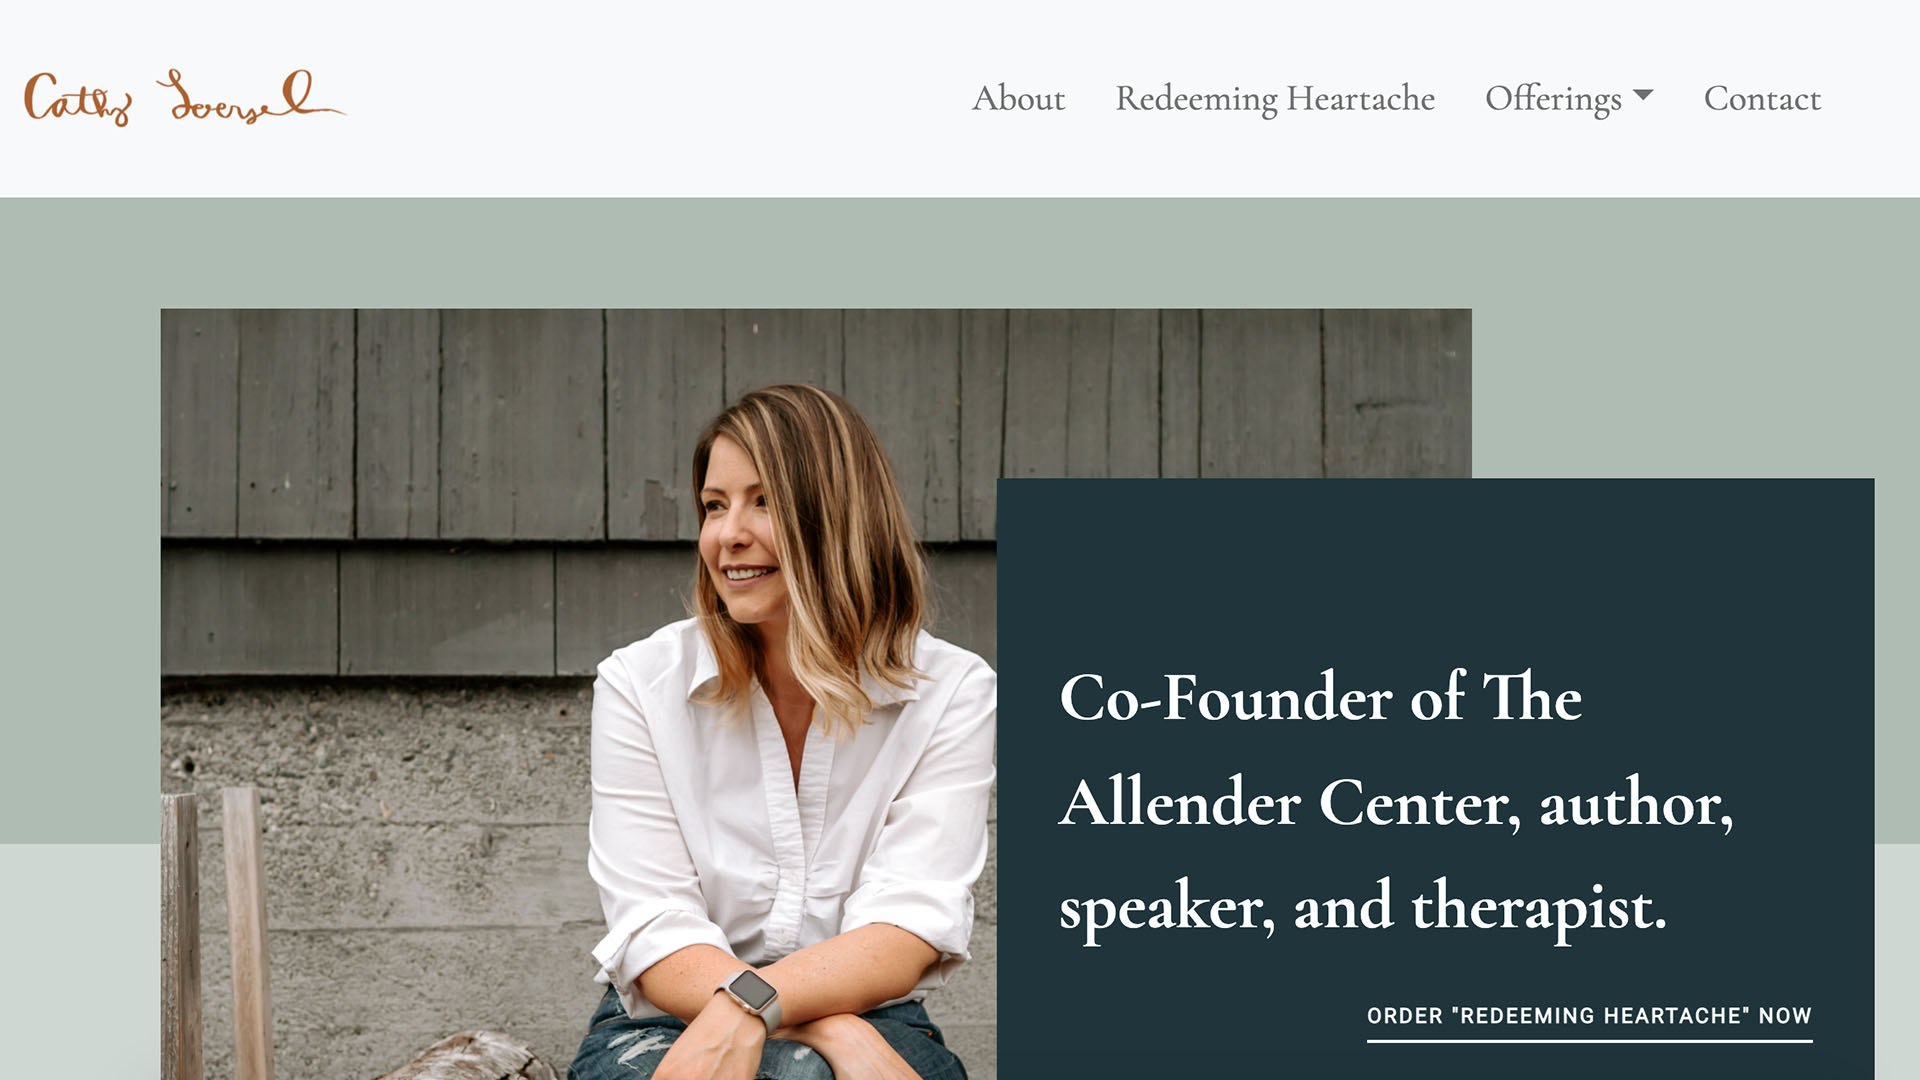 Cathy Loerzel
About
Redeeming Heartache
Offerings
Contact
Co-Founder of The
Allender Center, author,
speaker, and therapist.
ORDER "REDEEMING HEARTACHE" NOW